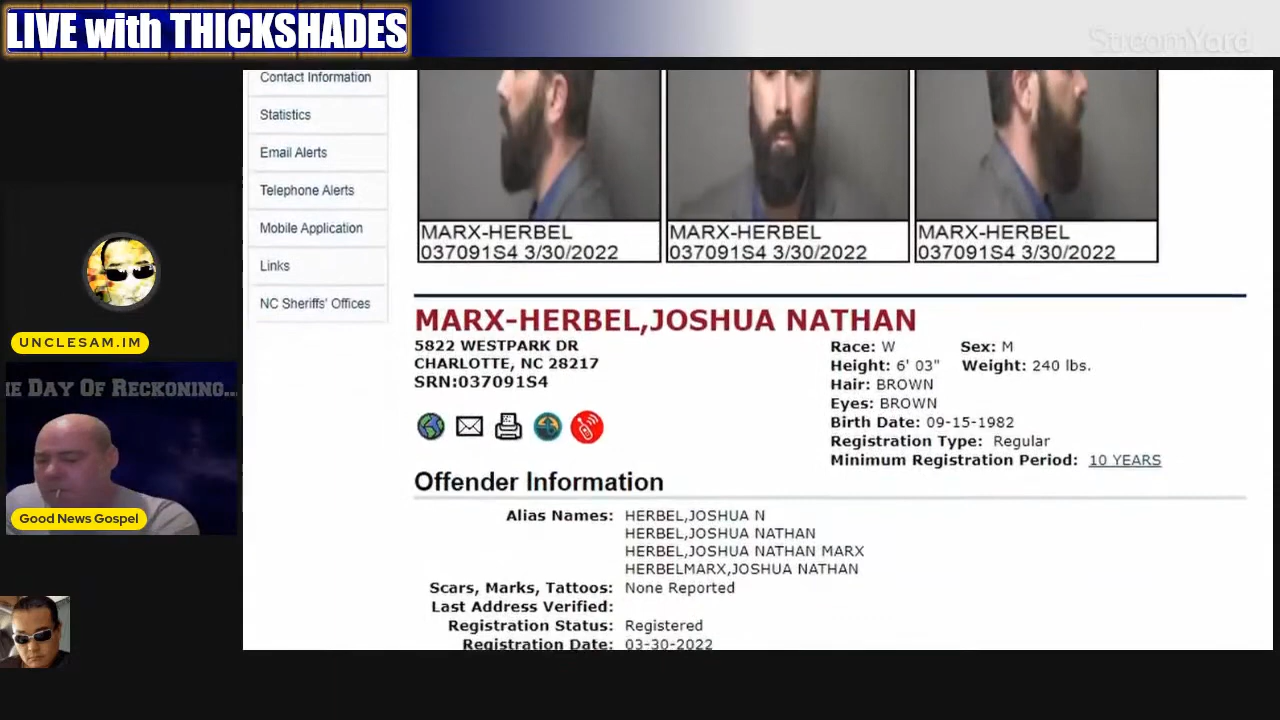 LIVE with THICKSHADES
StreamYard
Contact Information
Statistics
Email Alerts
Telephone Alerts
Mobile Application
Links
NC Sheriffs' Offices
MARX-HERBEL
037091S4 3/30/2022
MARX-HERBEL
037091S4 3/30/2022
MARX-HERBEL
037091S4 3/30/2022
MARX-HERBEL,JOSHUA NATHAN
5822 WESTPARK DR
CHARLOTTE, NC 28217
SRN:037091S4
Race: W Sex: M
Height: 6' 03" Weight: 240 lbs.
Hair: BROWN
Eyes: BROWN
Birth Date: 09-15-1982
Registration Type: Regular
Minimum Registration Period: 10 YEARS
Offender Information
Alias Names: HERBEL,JOSHUA N
HERBEL,JOSHUA NATHAN
HERBEL,JOSHUA NATHAN MARX
HERBELMARX,JOSHUA NATHAN
Scars, Marks, Tattoos: None Reported
Last Address Verified:
Registration Status: Registered
Registration Date: 03-30-2022
UNCLESAM.IM
HE DAY OF RECKONING...
Good News Gospel